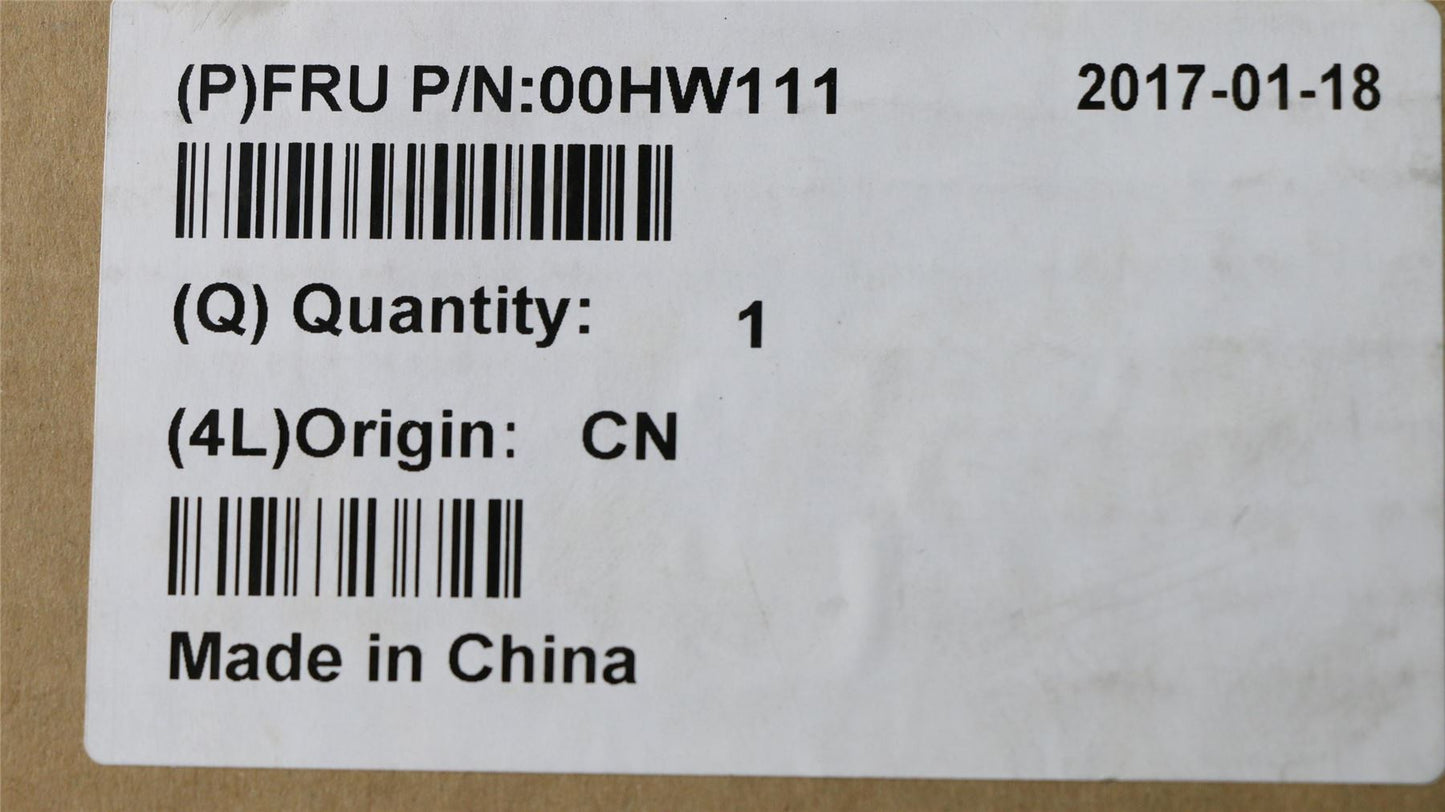 (P)FRU P/N:00HW111 2017-01-18
(Q) Quantity: 1
(4L)Origin: CN
Made in China